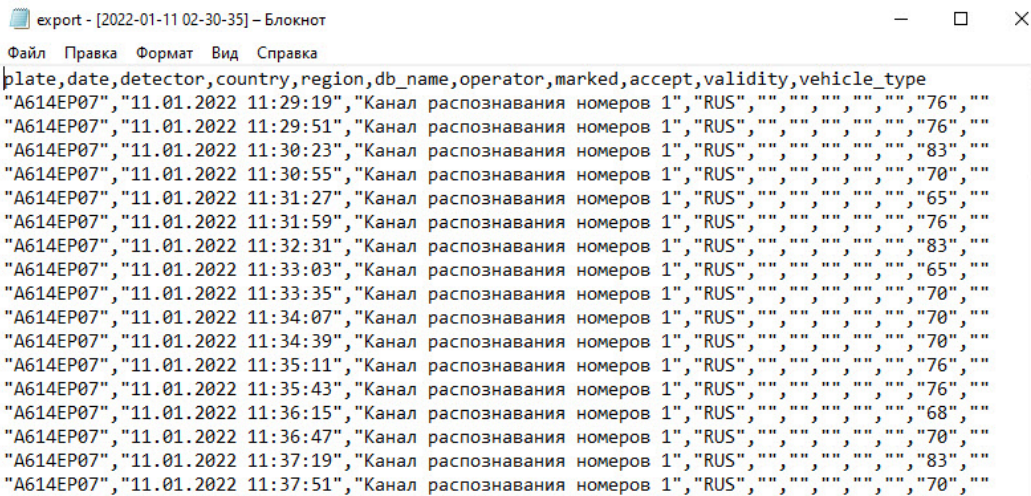 export - [2022-01-11 02-30-35] – Блокнот
Файл Правка Формат Вид Справка
plate,date,detector,country,region,db_name,operator,marked,accept,validity,vehicle_type
"A614EP07","11.01.2022 11:29:19","Канал распознавания номеров 1","RUS","","","","","","76",""
"A614EP07","11.01.2022 11:29:51","Канал распознавания номеров 1","RUS","","","","","","76",""
"A614EP07","11.01.2022 11:30:23","Канал распознавания номеров 1","RUS","","","","","","83",""
"A614EP07","11.01.2022 11:30:55","Канал распознавания номеров 1","RUS","","","","","","70",""
"A614EP07","11.01.2022 11:31:27","Канал распознавания номеров 1","RUS","","","","","","65",""
"A614EP07","11.01.2022 11:31:59","Канал распознавания номеров 1","RUS","","","","","","76",""
"A614EP07","11.01.2022 11:32:31","Канал распознавания номеров 1","RUS","","","","","","83",""
"A614EP07","11.01.2022 11:33:03","Канал распознавания номеров 1","RUS","","","","","","65",""
"A614EP07","11.01.2022 11:33:35","Канал распознавания номеров 1","RUS","","","","","","70",""
"A614EP07","11.01.2022 11:34:07","Канал распознавания номеров 1","RUS","","","","","","70",""
"A614EP07","11.01.2022 11:34:39","Канал распознавания номеров 1","RUS","","","","","","70",""
"A614EP07","11.01.2022 11:35:11","Канал распознавания номеров 1","RUS","","","","","","76",""
"A614EP07","11.01.2022 11:35:43","Канал распознавания номеров 1","RUS","","","","","","76",""
"A614EP07","11.01.2022 11:36:15","Канал распознавания номеров 1","RUS","","","","","","68",""
"A614EP07","11.01.2022 11:36:47","Канал распознавания номеров 1","RUS","","","","","","70",""
"A614EP07","11.01.2022 11:37:19","Канал распознавания номеров 1","RUS","","","","","","83",""
"A614EP07","11.01.2022 11:37:51","Канал распознавания номеров 1","RUS","","","","","","70",""